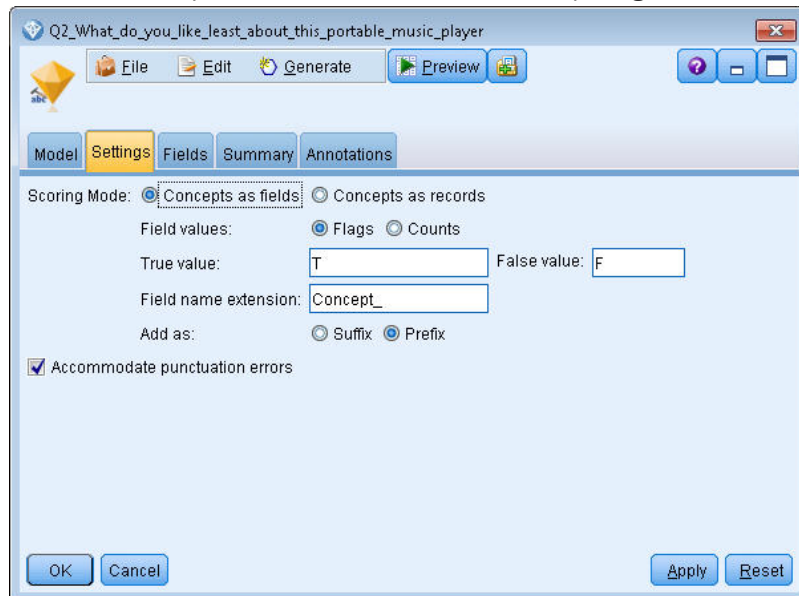 Q2_What_do_you_like_least_about_this_portable_music_player
File Edit Generate Preview
abc
Model Settings Fields Summary Annotations
Scoring Mode: Concepts as fields Concepts as records
Field values: Flags Counts
True value: T False value: F
Field name extension: Concept_
Add as: Suffix Prefix
Accommodate punctuation errors
OK Cancel Apply Reset